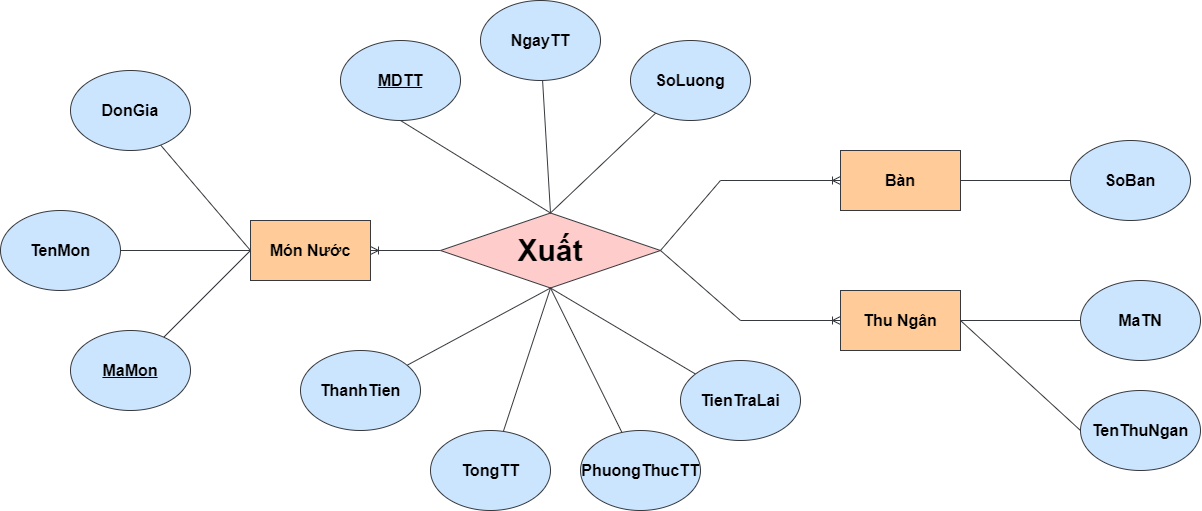 NgayTT
MDTT
SoLuong
DonGia
Bàn
SoBan
TenMon
Món Nước
Xuất
Thu Ngân
MaTN
MaMon
ThanhTien
TienTraLai
TenThuNgan
TongTT
PhuongThucTT